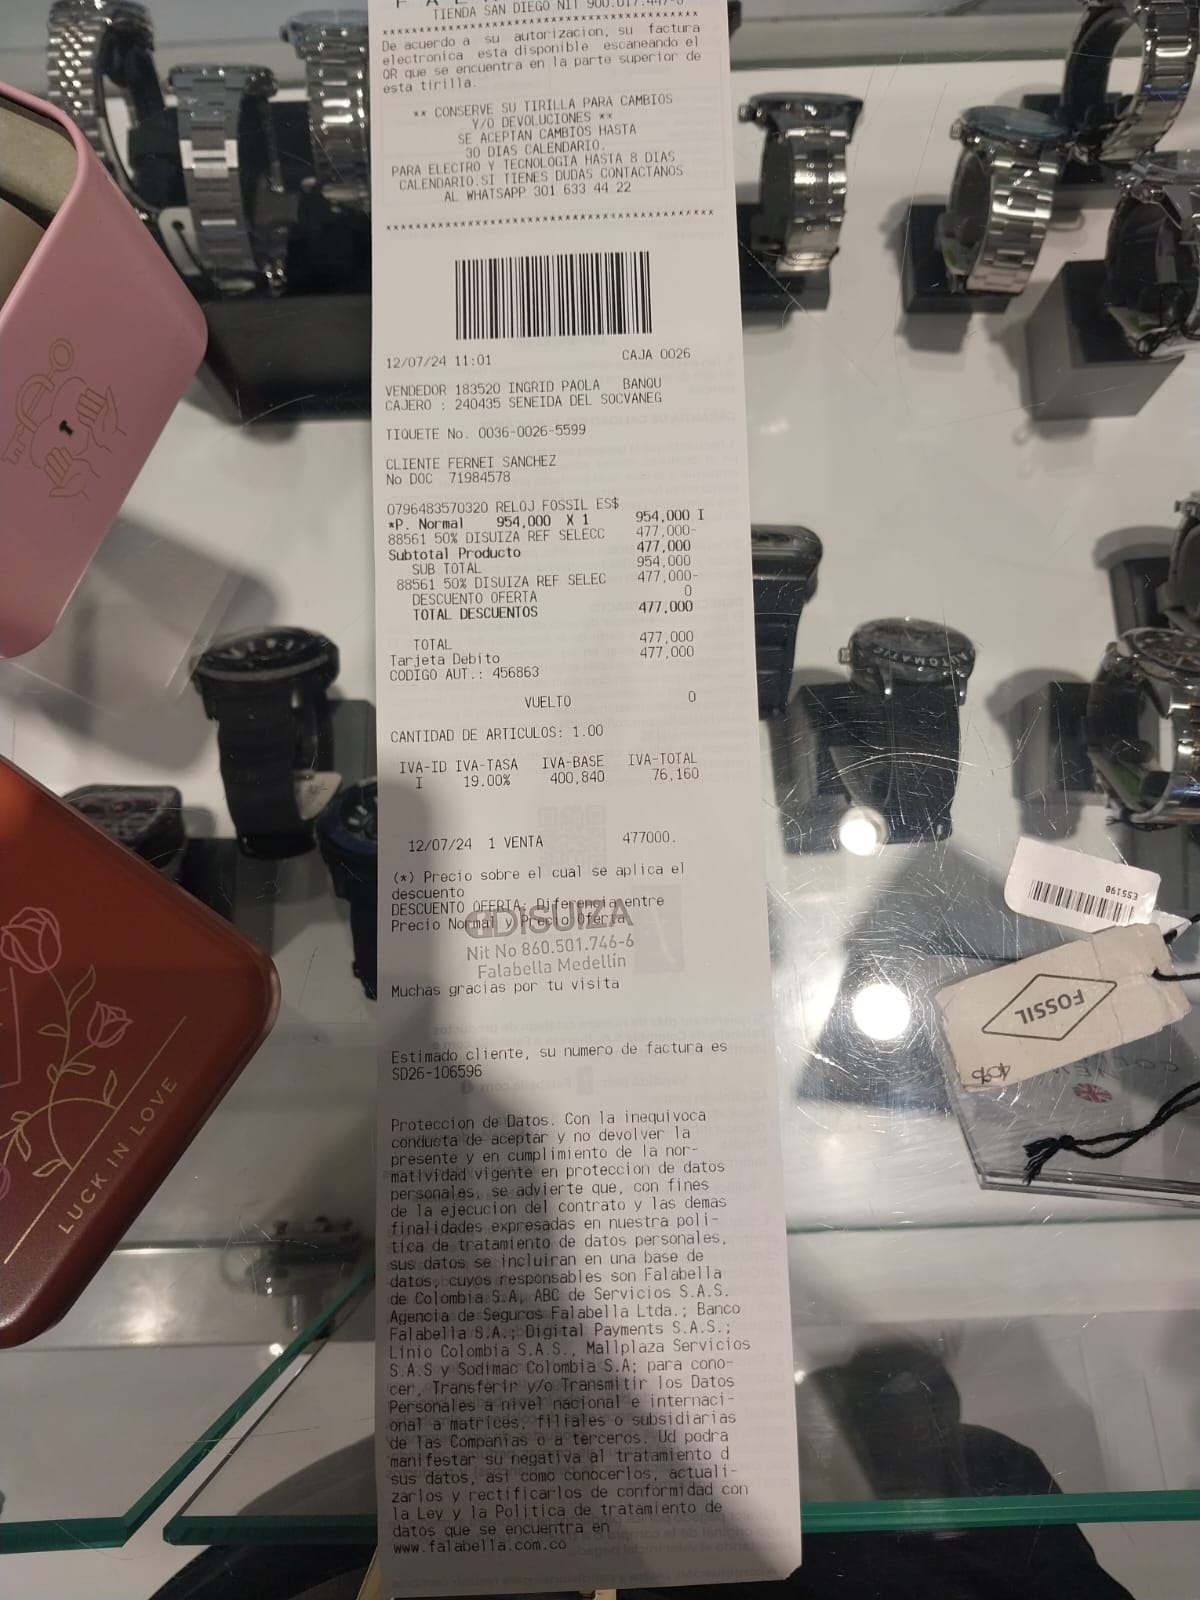 TIENDA SAN DIEGO NIT 900.017.447-8
****************************************
De acuerdo a su autorizacion, su factura
electronica esta disponible escaneando el
QR que se encuentra en la parte superior de
esta tirilla.
** CONSERVE SU TIRILLA PARA CAMBIOS
Y/O DEVOLUCIONES **
SE ACEPTAN CAMBIOS HASTA
30 DIAS CALENDARIO.
PARA ELECTRO Y TECNOLOGIA HASTA 8 DIAS
CALENDARIO.SI TIENES DUDAS CONTACTANOS
AL WHATSAPP 301 633 44 22
****************************************
12/07/24 11:01 CAJA 0026
VENDEDOR 183520 INGRID PAOLA BANQU
CAJERO : 240435 SENEIDA DEL SOCVANEG
TIQUETE No. 0036-0026-5599
CLIENTE FERNEI SANCHEZ
No DOC 71984578
0796483570320 RELOJ FOSSIL ES$
*P. Normal 954,000 X 1 954,000 I
88561 50% DISUIZA REF SELECC 477,000-
Subtotal Producto 477,000
SUB TOTAL 954,000
88561 50% DISUIZA REF SELEC 477,000-
DESCUENTO OFERTA 0
TOTAL DESCUENTOS 477,000
TOTAL 477,000
Tarjeta Debito 477,000
CODIGO AUT.: 456863
VUELTO 0
CANTIDAD DE ARTICULOS: 1.00
IVA-ID IVA-TASA IVA-BASE IVA-TOTAL
I 19.00% 400,840 76,160
12/07/24 1 VENTA 477000.
(*) Precio sobre el cual se aplica el
descuento
DESCUENTO OFERTA: Diferencia entre
Precio Normal y Precio Oferta
DISUIZA
Nit No 860.501.746-6
Falabella Medellín
Muchas gracias por tu visita
Estimado cliente, su numero de factura es
SD26-106596
Proteccion de Datos. Con la inequivoca
conducta de aceptar y no devolver la
presente y en cumplimiento de la nor-
matividad vigente en proteccion de datos
personales, se advierte que, con fines
de la ejecucion del contrato y las demas
finalidades expresadas en nuestra poli-
tica de tratamiento de datos personales,
sus datos se incluiran en una base de
datos, cuyos responsables son Falabella
de Colombia S.A, ABC de Servicios S.A.S.
Agencia de Seguros Falabella Ltda.; Banco
Falabella S.A.; Digital Payments S.A.S.;
Linio Colombia S.A.S., Mallplaza Servicios
S.A.S y Sodimac Colombia S.A; para cono-
cer, Transferir y/o Transmitir los Datos
Personales a nivel nacional e internaci-
onal a matrices, filiales o subsidiarias
de las Companias o a terceros. Ud podra
manifestar su negativa al tratamiento d
sus datos, asi como conocerlos, actuali-
zarlos y rectificarlos de conformidad con
la Ley y la Politica de tratamiento de
datos que se encuentra en
www.falabella.com.co
LUCK IN LOVE
AUTOMATIC
ES5190
FOSSIL
40%